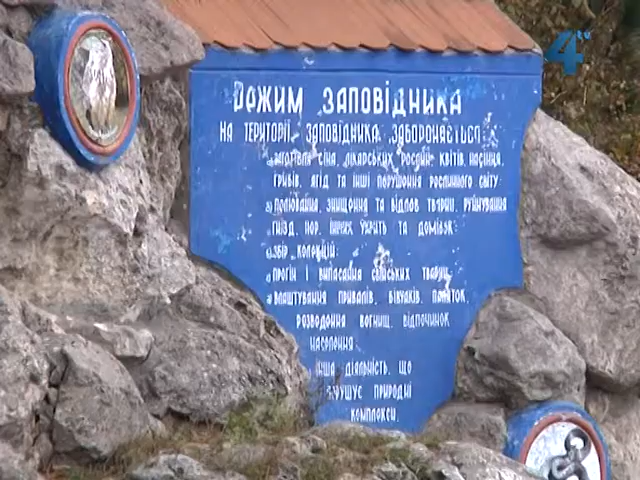 РЕЖИМ ЗАПОВІДНИКА
НА ТЕРИТОРІЇ ЗАПОВІДНИКА ЗАБОРОНЯЄТЬСЯ:
ЗАГОТІВЛЯ СІНА, ЛІКАРСЬКИХ РОСЛИН, КВІТІВ, НАСІННЯ,
ГРИБІВ, ЯГІД ТА ІНШІ ПОРУШЕННЯ РОСЛИННОГО СВІТУ
ПОЛЮВАННЯ, ЗНИЩЕННЯ ТА ВІДЛОВ ТВАРИН, РУЙНУВАННЯ
ГНІЗД, НОР, ІНШИХ УКРИТЬ ТА ДОМІВОК
ЗБІР КОЛЕКЦІЙ
ПРОГІН І ВИПАСАННЯ СВІЙСЬКИХ ТВАРИН
ВЛАШТУВАННЯ ПРИВАЛІВ, БІВУАКІВ, ПАЛАТОК,
РОЗВЕДЕННЯ ВОГНИЩ, ВІДПОЧИНОК
НАСЕЛЕННЯ;
ІНША ДІЯЛЬНІСТЬ, ЩО
ПОРУШУЄ ПРИРОДНІ
КОМПЛЕКСИ.
4